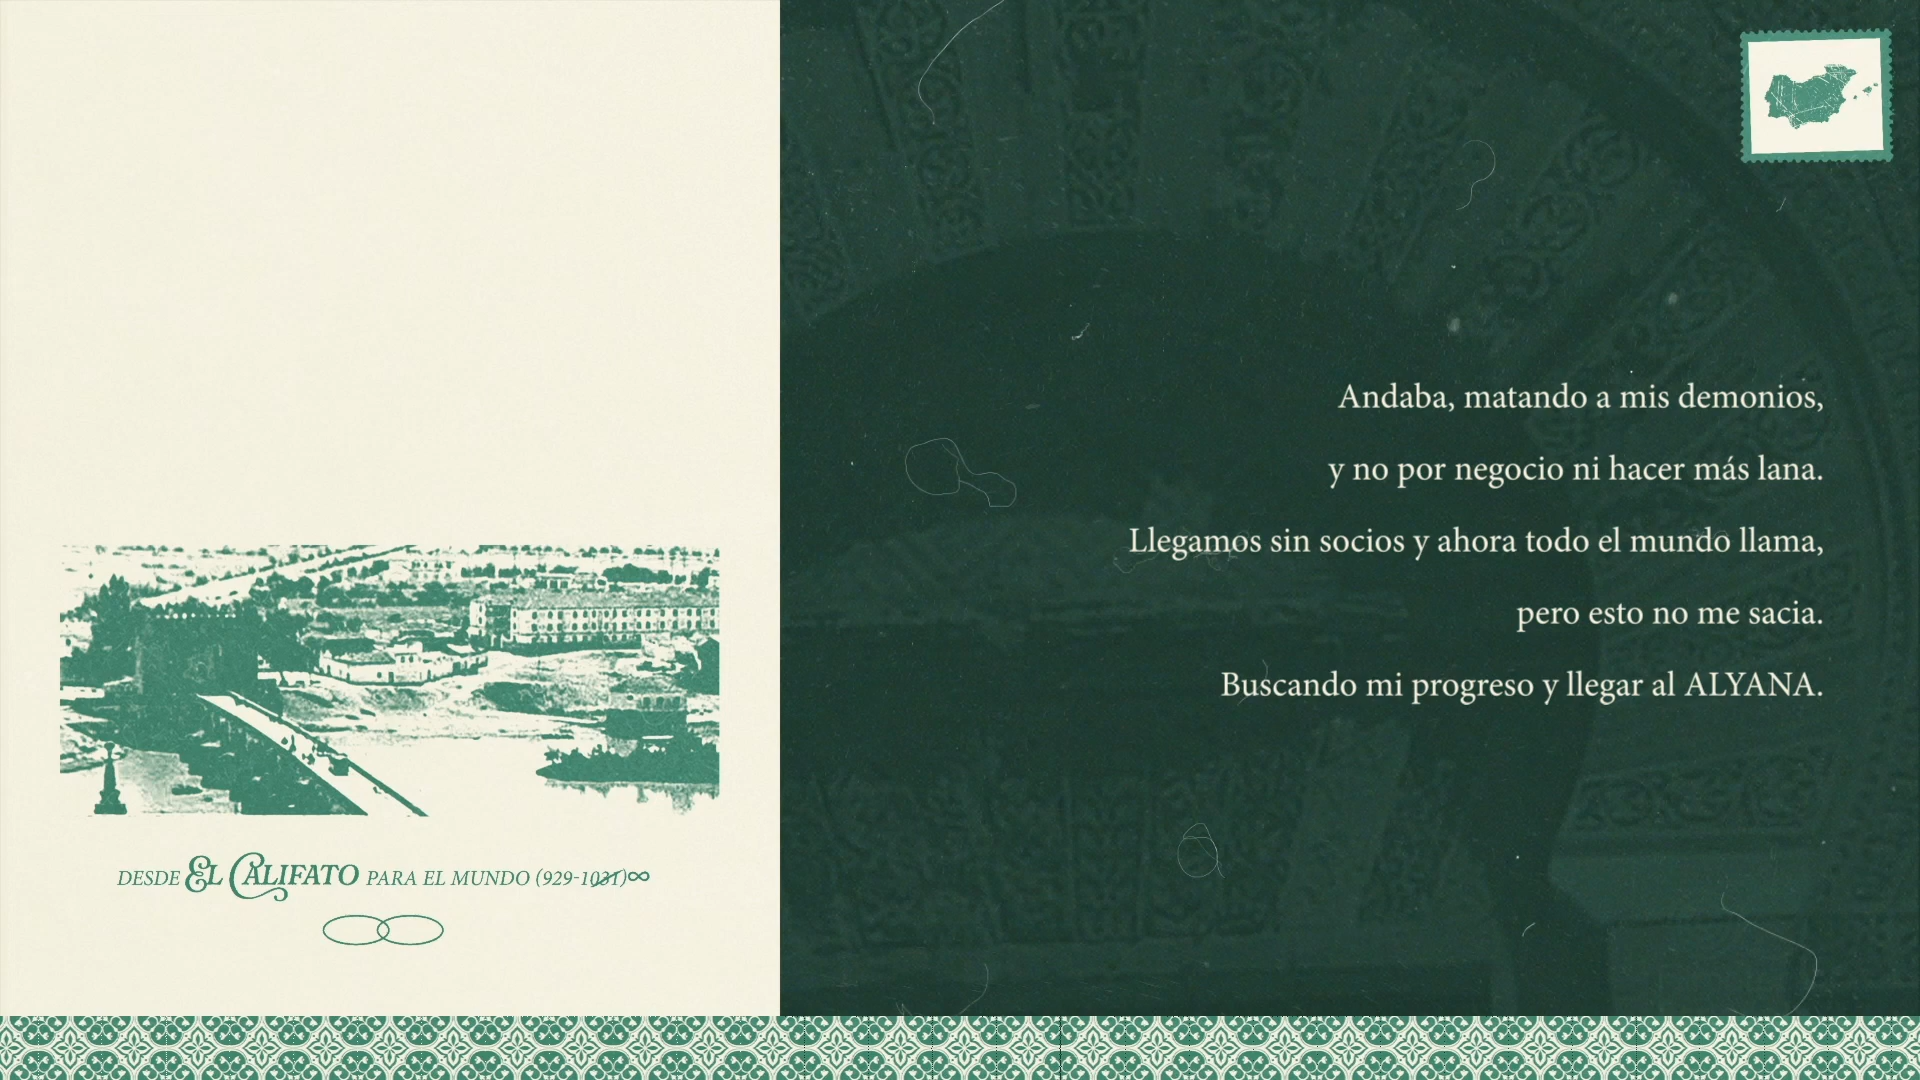 DESDE EL CALIFATO PARA EL MUNDO (929-1031)∞
Andaba, matando a mis demonios,
y no por negocio ni hacer más lana.
Llegamos sin socios y ahora todo el mundo llama,
pero esto no me sacia.
Buscando mi progreso y llegar al ALYANA.